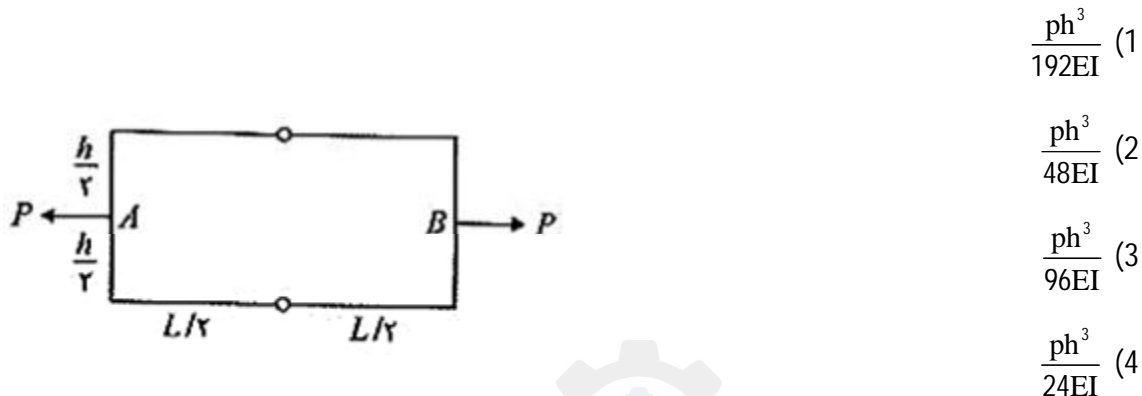 ph³/192EI (1
ph³/48EI (2
ph³/96EI (3
ph³/24EI (4
h/۲
P A B P
h/۲
L/۲ L/۲